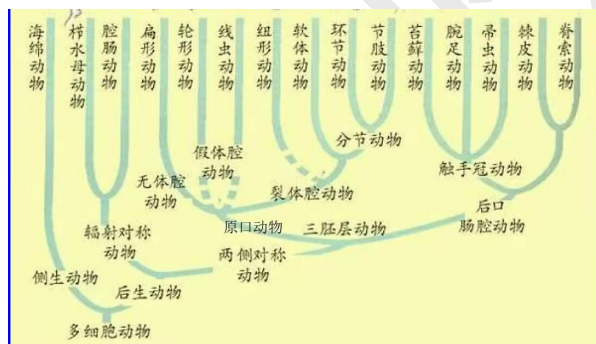 海绵动物
栉水母动物
腔肠动物
扁形动物
轮形动物
线虫动物
纽形动物
软体动物
环节动物
节肢动物
苔藓动物
腕足动物
帚虫动物
棘皮动物
脊索动物
分节动物
假体腔
动物
触手冠动物
无体腔
动物
裂体腔动物
后口
肠腔动物
原口动物
三胚层动物
辐射对称
动物
两侧对称
动物
侧生动物
后生动物
多细胞动物